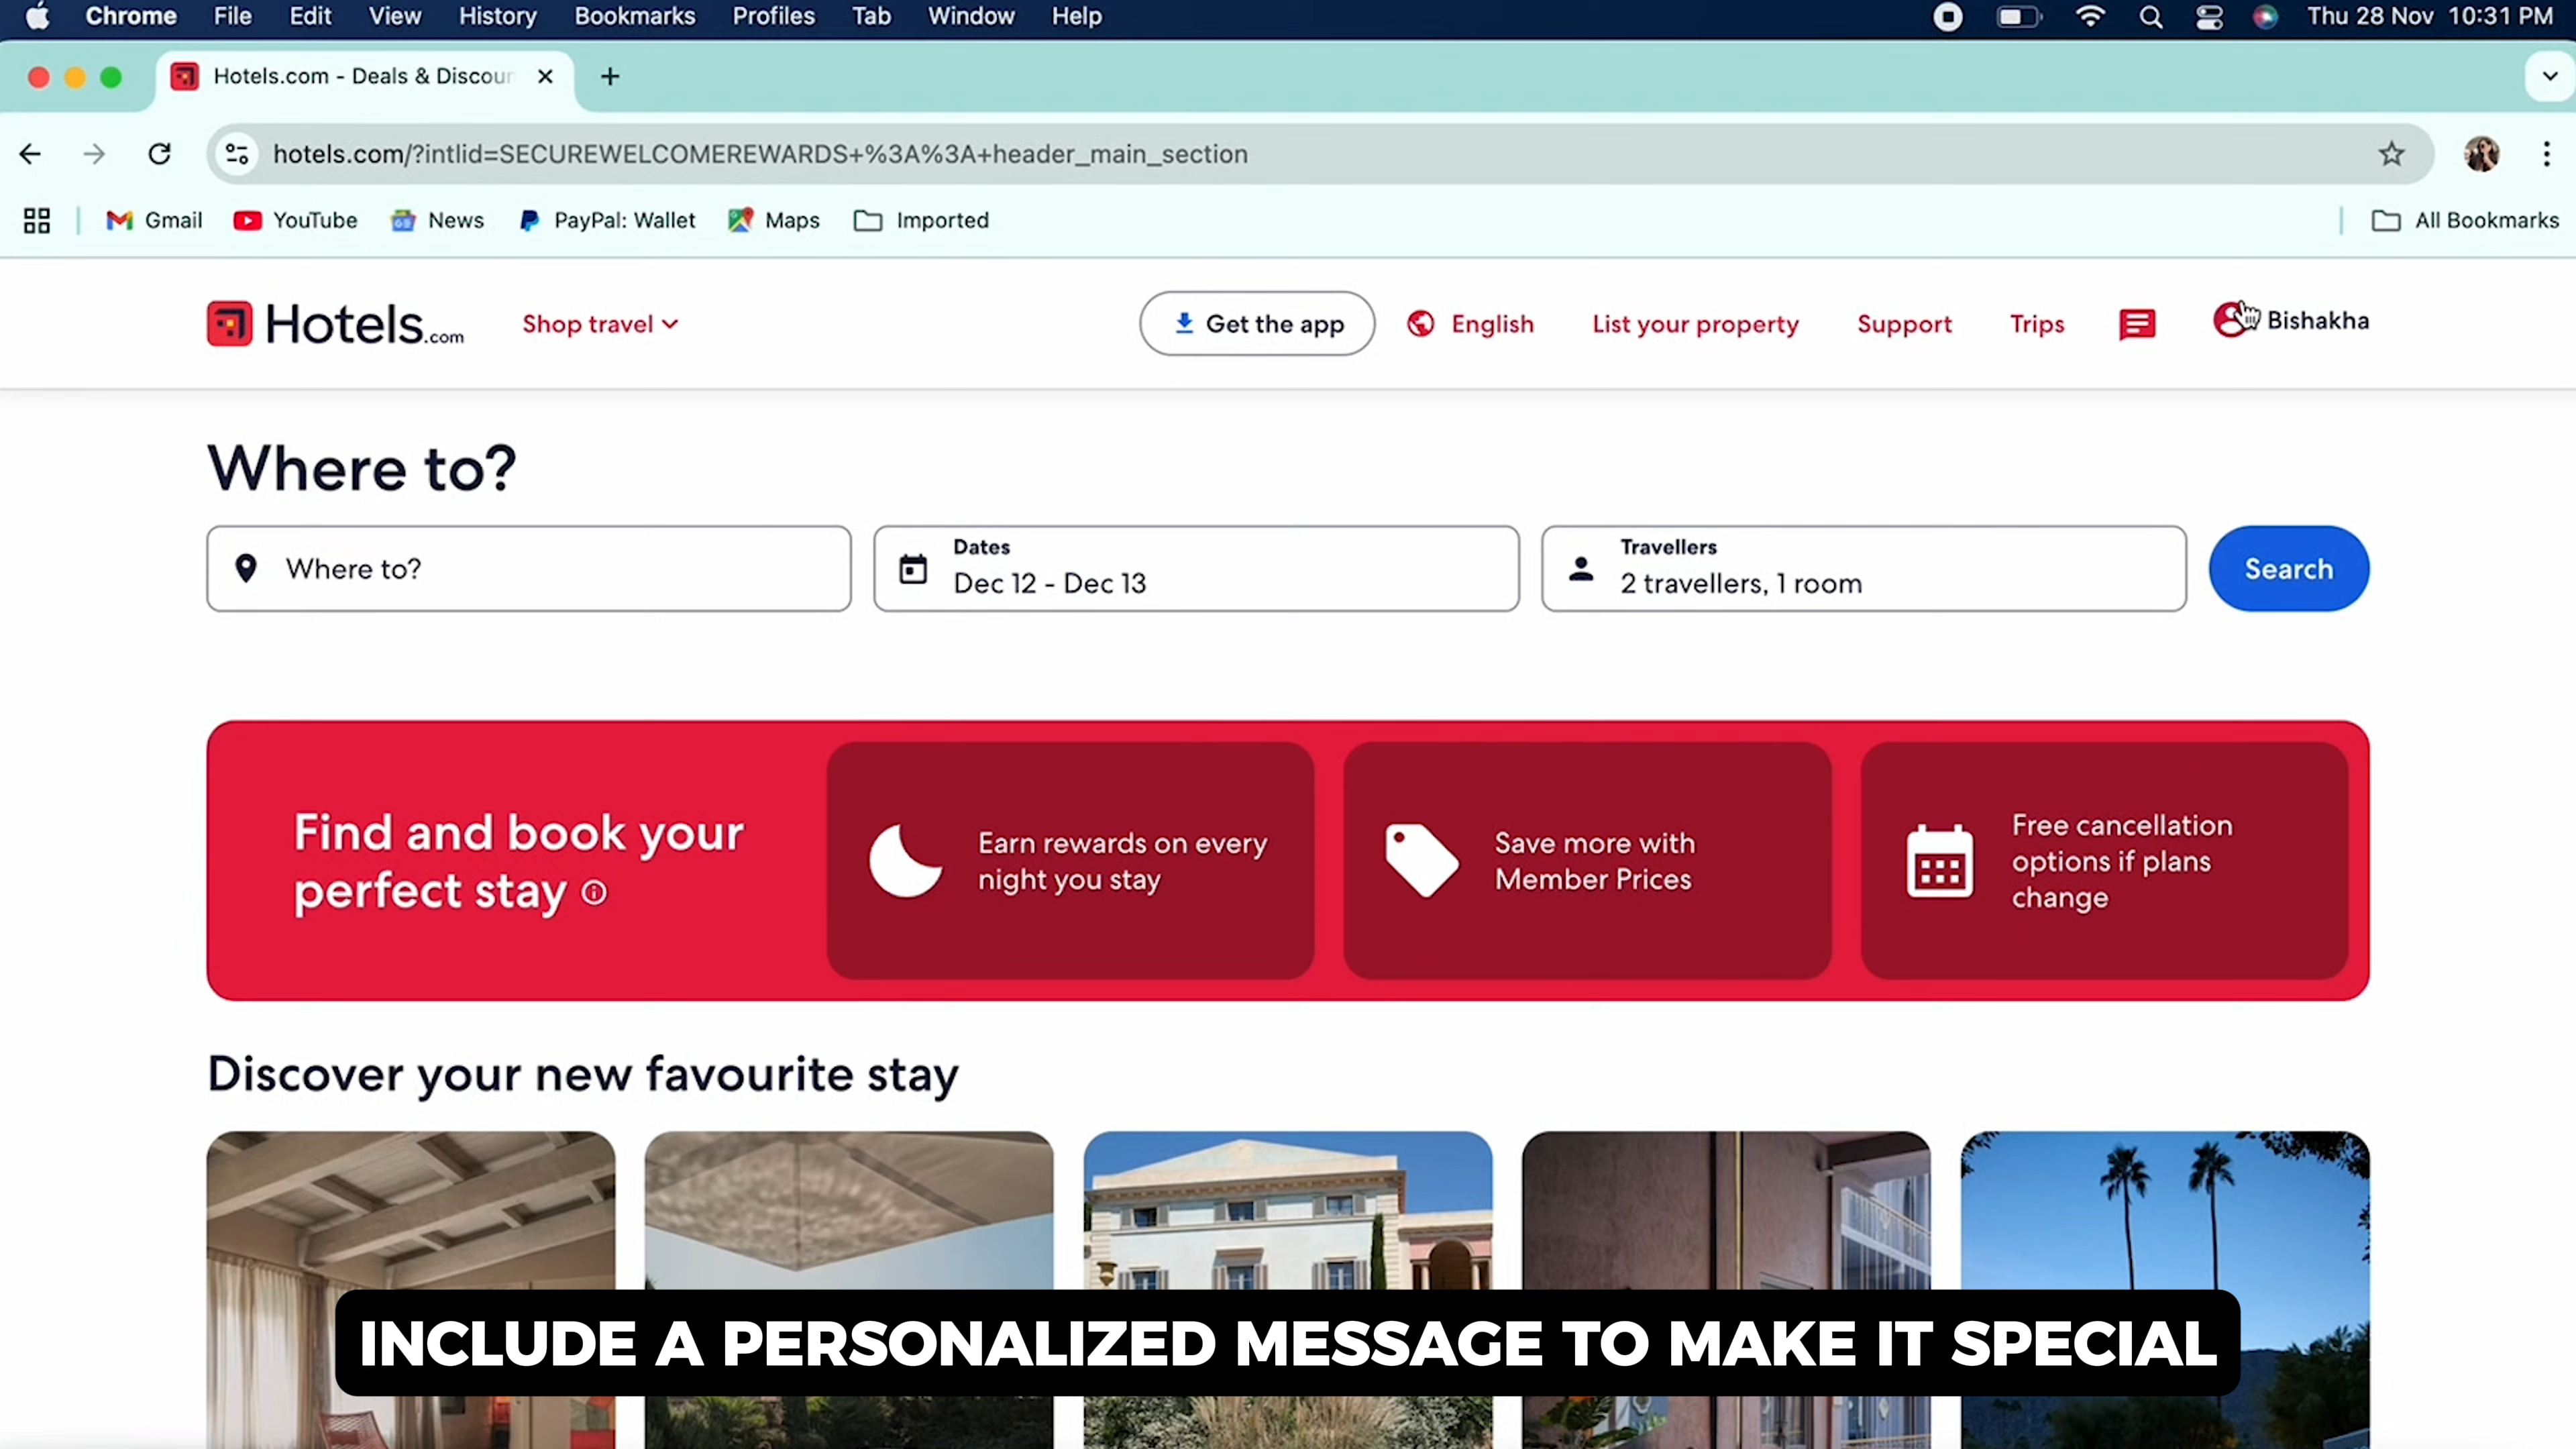 Chrome File Edit View History Bookmarks Profiles Tab Window Help Thu 28 Nov 10:31 PM
Hotels.com - Deals & Discour
hotels.com/?intlid=SECUREWELCOMEREWARDS+%3A%3A+header_main_section
Gmail YouTube News PayPal: Wallet Maps Imported All Bookmarks
Hotels.com Shop travel Get the app English List your property Support Trips Bishakha
Where to?
Where to?
Dates
Dec 12 - Dec 13
Travellers
2 travellers, 1 room
Search
Find and book your
perfect stay
Earn rewards on every
night you stay
Save more with
Member Prices
Free cancellation
options if plans
change
Discover your new favourite stay
INCLUDE A PERSONALIZED MESSAGE TO MAKE IT SPECIAL